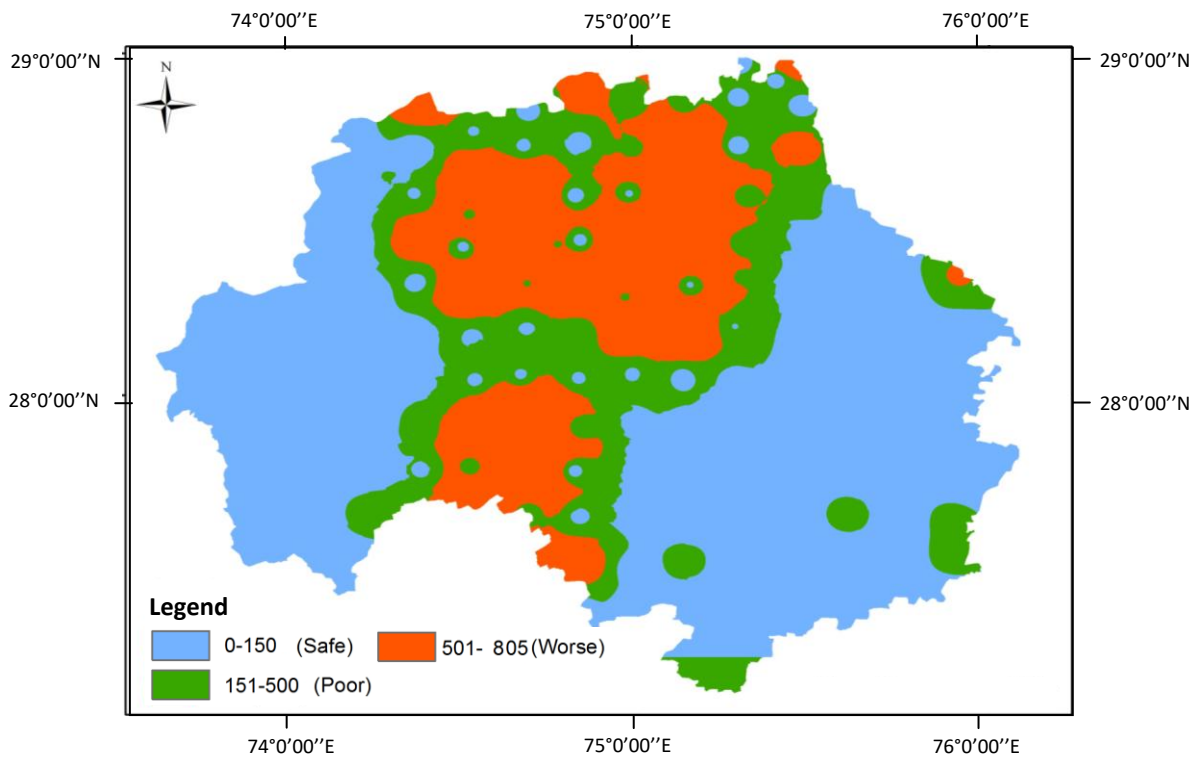 74°0'00’’E 75°0'00’’E 76°0'00’’E
29°0'00’’N 29°0'00’’N
N
28°0'00’’N 28°0'00’’N
Legend
0-150 (Safe) 501- 805(Worse)
151-500 (Poor)
74°0'00’’E 75°0'00’’E 76°0'00’’E